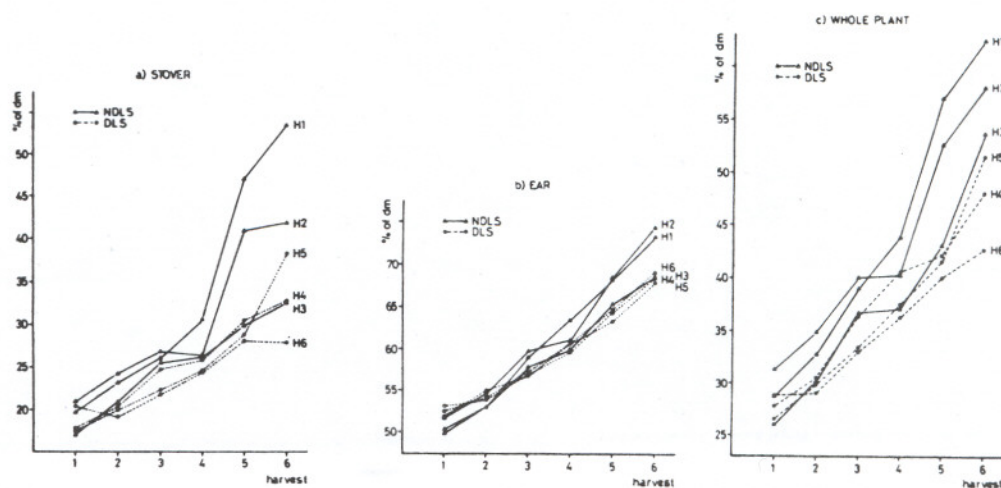 a) STOVER
% of dm
NDLS
DLS
50
45
40
35
30
25
20
H1
H2
H5
H4
H3
H6
1 2 3 4 5 6
harvest
b) EAR
% of dm
NDLS
DLS
70
65
60
55
50
H2
H1
H6
H3
H4
H5
1 2 3 4 5 6
harvest
c) WHOLE PLANT
% of dm
NDLS
DLS
55
50
45
40
35
30
25
H5
H4
1 2 3 4 5 6
harvest